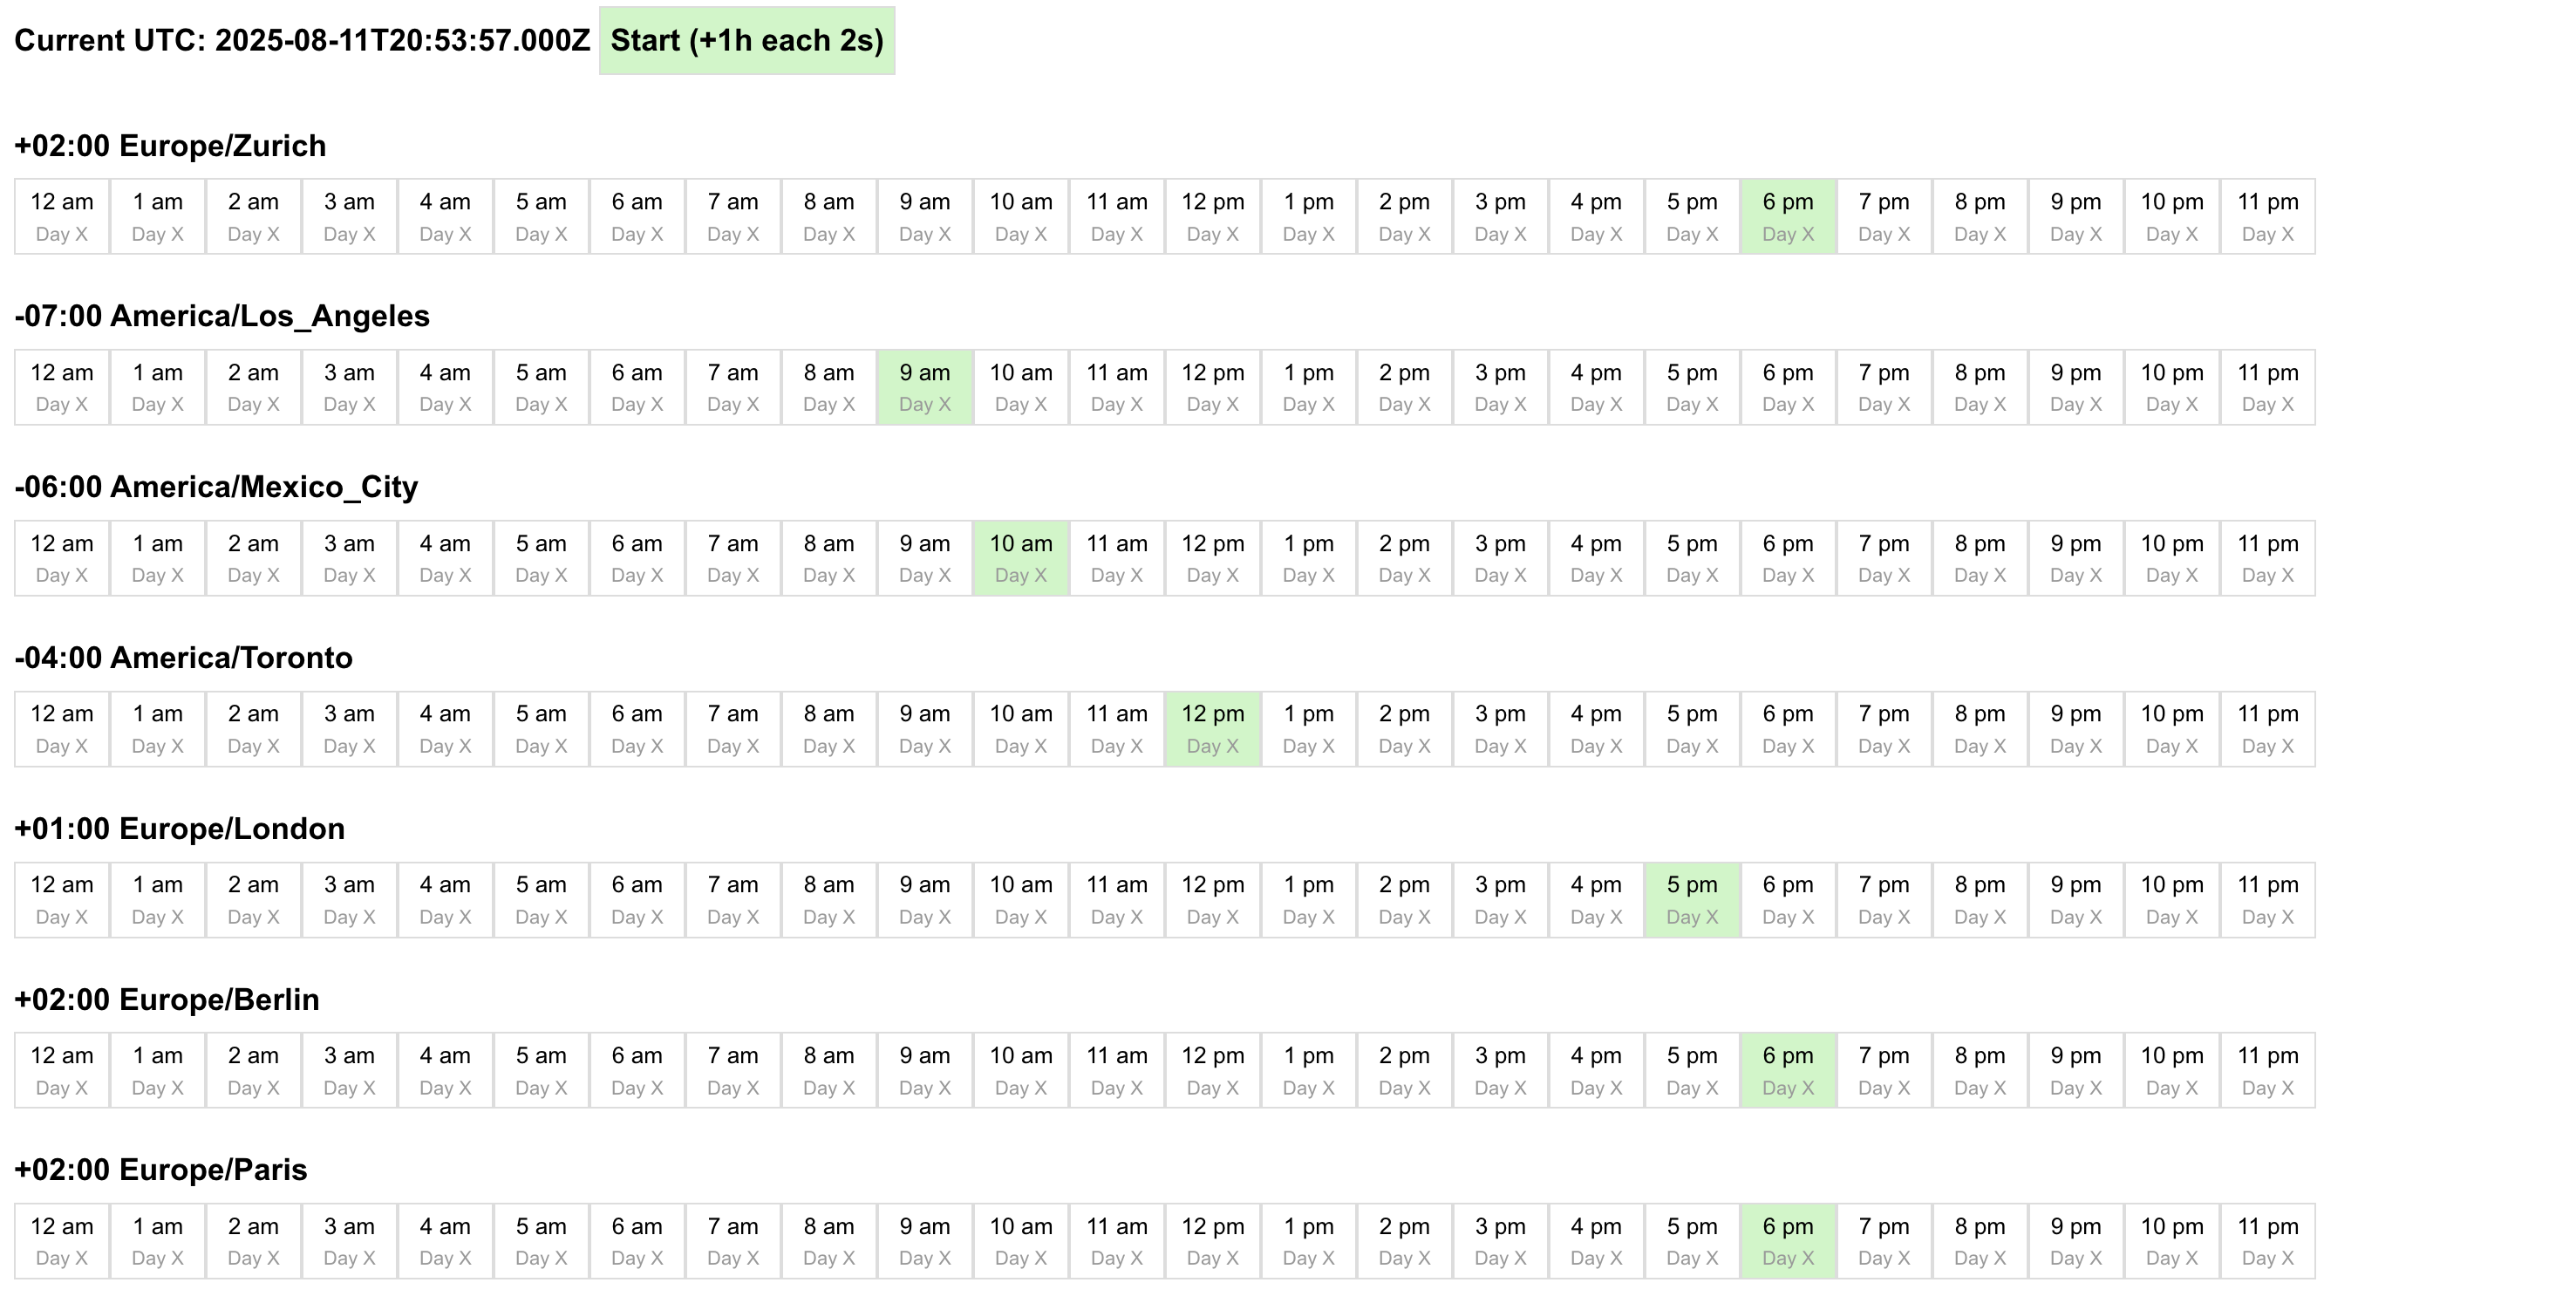 Current UTC: 2025-08-11T20:53:57.000Z Start (+1h each 2s)
+02:00 Europe/Zurich
12 am 1 am 2 am 3 am 4 am 5 am 6 am 7 am 8 am 9 am 10 am 11 am 12 pm 1 pm 2 pm 3 pm 4 pm 5 pm 6 pm 7 pm 8 pm 9 pm 10 pm 11 pm
Day X Day X Day X Day X Day X Day X Day X Day X Day X Day X Day X Day X Day X Day X Day X Day X Day X Day X Day X Day X Day X Day X Day X Day X
-07:00 America/Los_Angeles
12 am 1 am 2 am 3 am 4 am 5 am 6 am 7 am 8 am 9 am 10 am 11 am 12 pm 1 pm 2 pm 3 pm 4 pm 5 pm 6 pm 7 pm 8 pm 9 pm 10 pm 11 pm
Day X Day X Day X Day X Day X Day X Day X Day X Day X Day X Day X Day X Day X Day X Day X Day X Day X Day X Day X Day X Day X Day X Day X Day X
-06:00 America/Mexico_City
12 am 1 am 2 am 3 am 4 am 5 am 6 am 7 am 8 am 9 am 10 am 11 am 12 pm 1 pm 2 pm 3 pm 4 pm 5 pm 6 pm 7 pm 8 pm 9 pm 10 pm 11 pm
Day X Day X Day X Day X Day X Day X Day X Day X Day X Day X Day X Day X Day X Day X Day X Day X Day X Day X Day X Day X Day X Day X Day X Day X
-04:00 America/Toronto
12 am 1 am 2 am 3 am 4 am 5 am 6 am 7 am 8 am 9 am 10 am 11 am 12 pm 1 pm 2 pm 3 pm 4 pm 5 pm 6 pm 7 pm 8 pm 9 pm 10 pm 11 pm
Day X Day X Day X Day X Day X Day X Day X Day X Day X Day X Day X Day X Day X Day X Day X Day X Day X Day X Day X Day X Day X Day X Day X Day X
+01:00 Europe/London
12 am 1 am 2 am 3 am 4 am 5 am 6 am 7 am 8 am 9 am 10 am 11 am 12 pm 1 pm 2 pm 3 pm 4 pm 5 pm 6 pm 7 pm 8 pm 9 pm 10 pm 11 pm
Day X Day X Day X Day X Day X Day X Day X Day X Day X Day X Day X Day X Day X Day X Day X Day X Day X Day X Day X Day X Day X Day X Day X Day X
+02:00 Europe/Berlin
12 am 1 am 2 am 3 am 4 am 5 am 6 am 7 am 8 am 9 am 10 am 11 am 12 pm 1 pm 2 pm 3 pm 4 pm 5 pm 6 pm 7 pm 8 pm 9 pm 10 pm 11 pm
Day X Day X Day X Day X Day X Day X Day X Day X Day X Day X Day X Day X Day X Day X Day X Day X Day X Day X Day X Day X Day X Day X Day X Day X
+02:00 Europe/Paris
12 am 1 am 2 am 3 am 4 am 5 am 6 am 7 am 8 am 9 am 10 am 11 am 12 pm 1 pm 2 pm 3 pm 4 pm 5 pm 6 pm 7 pm 8 pm 9 pm 10 pm 11 pm
Day X Day X Day X Day X Day X Day X Day X Day X Day X Day X Day X Day X Day X Day X Day X Day X Day X Day X Day X Day X Day X Day X Day X Day X